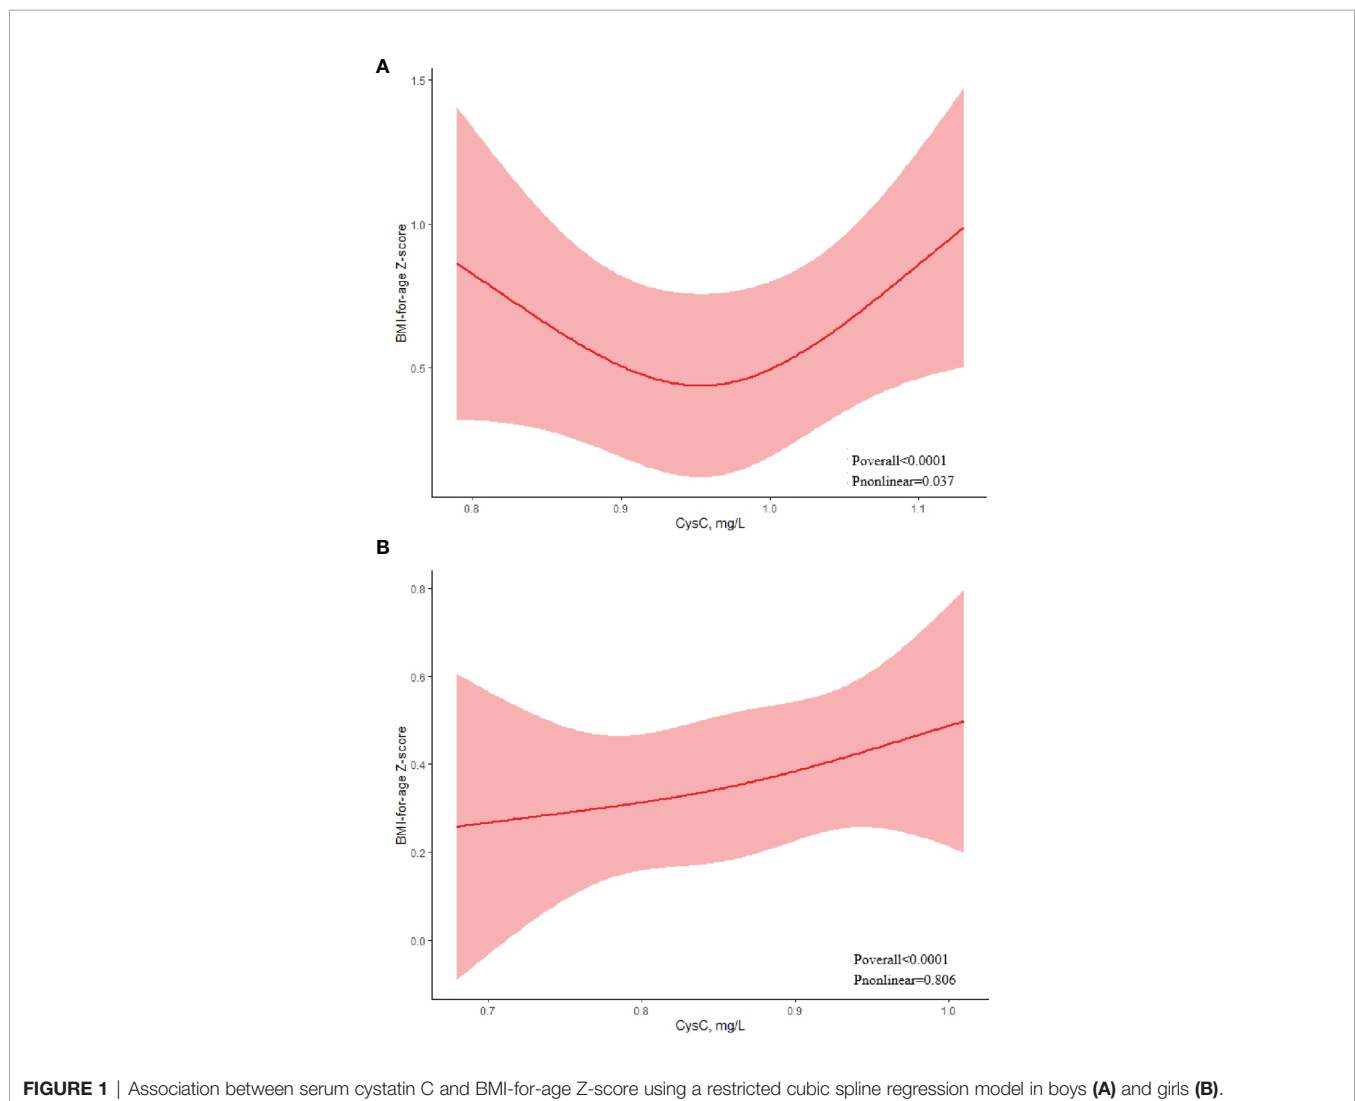 A
1.5
1.0
0.5
BMI-for-age Z-score
Poverall<0.0001
Pnonlinear=0.037
0.8 0.9 1.0 1.1
CysC, mg/L
B
0.8
0.6
0.4
0.2
0.0
BMI-for-age Z-score
Poverall<0.0001
Pnonlinear=0.806
0.7 0.8 0.9 1.0
CysC, mg/L
FIGURE 1 | Association between serum cystatin C and BMI-for-age Z-score using a restricted cubic spline regression model in boys (A) and girls (B).